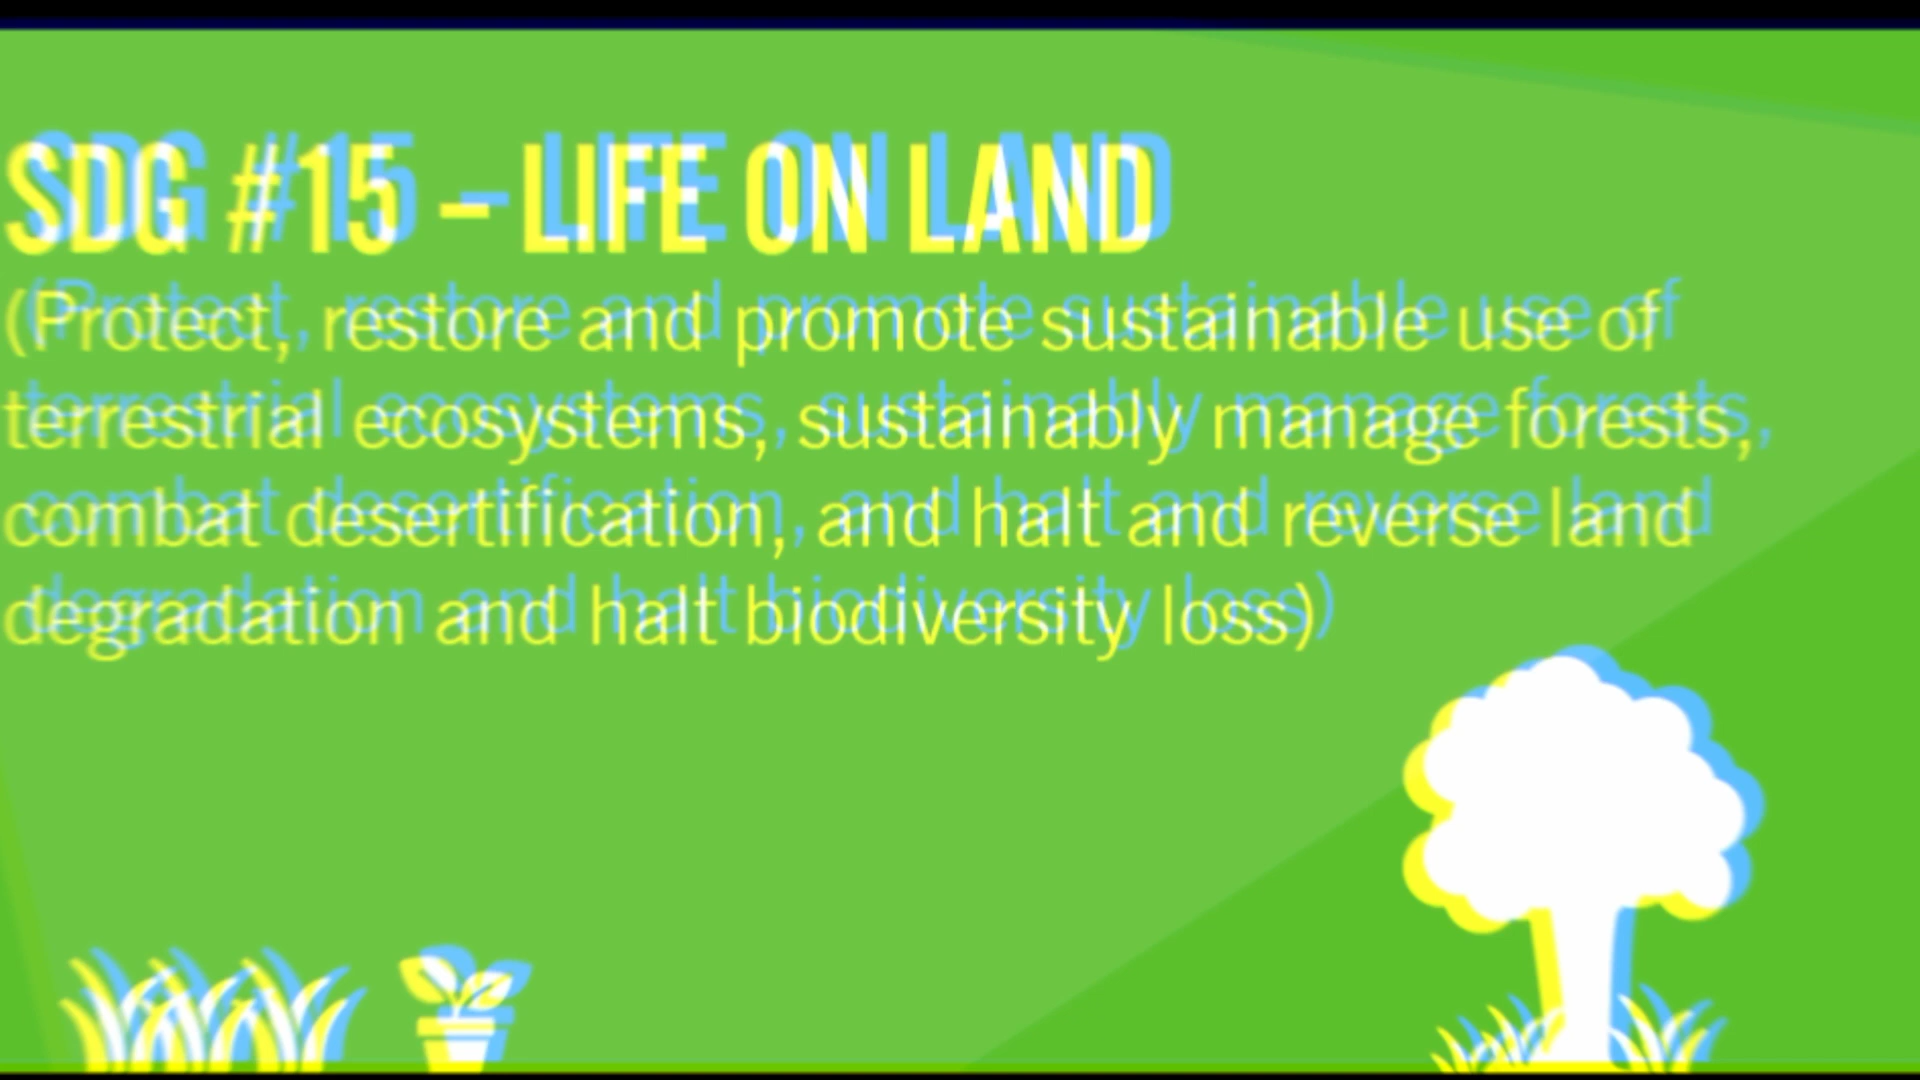 SDG #15 – LIFE ON LAND
(Protect, restore and promote sustainable use of
terrestrial ecosystems, sustainably manage forests,
combat desertification, and halt and reverse land
degradation and halt biodiversity loss)